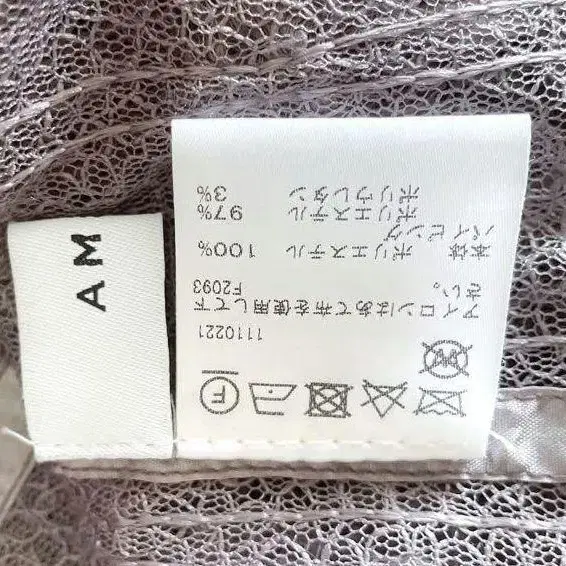 AM
F
W
1110221
アイロンはあて布を使用して下
さい。 F2093
本体 ポリエステル 100%
パイピング
ポリエステル 97%
ポリウレタン 3%